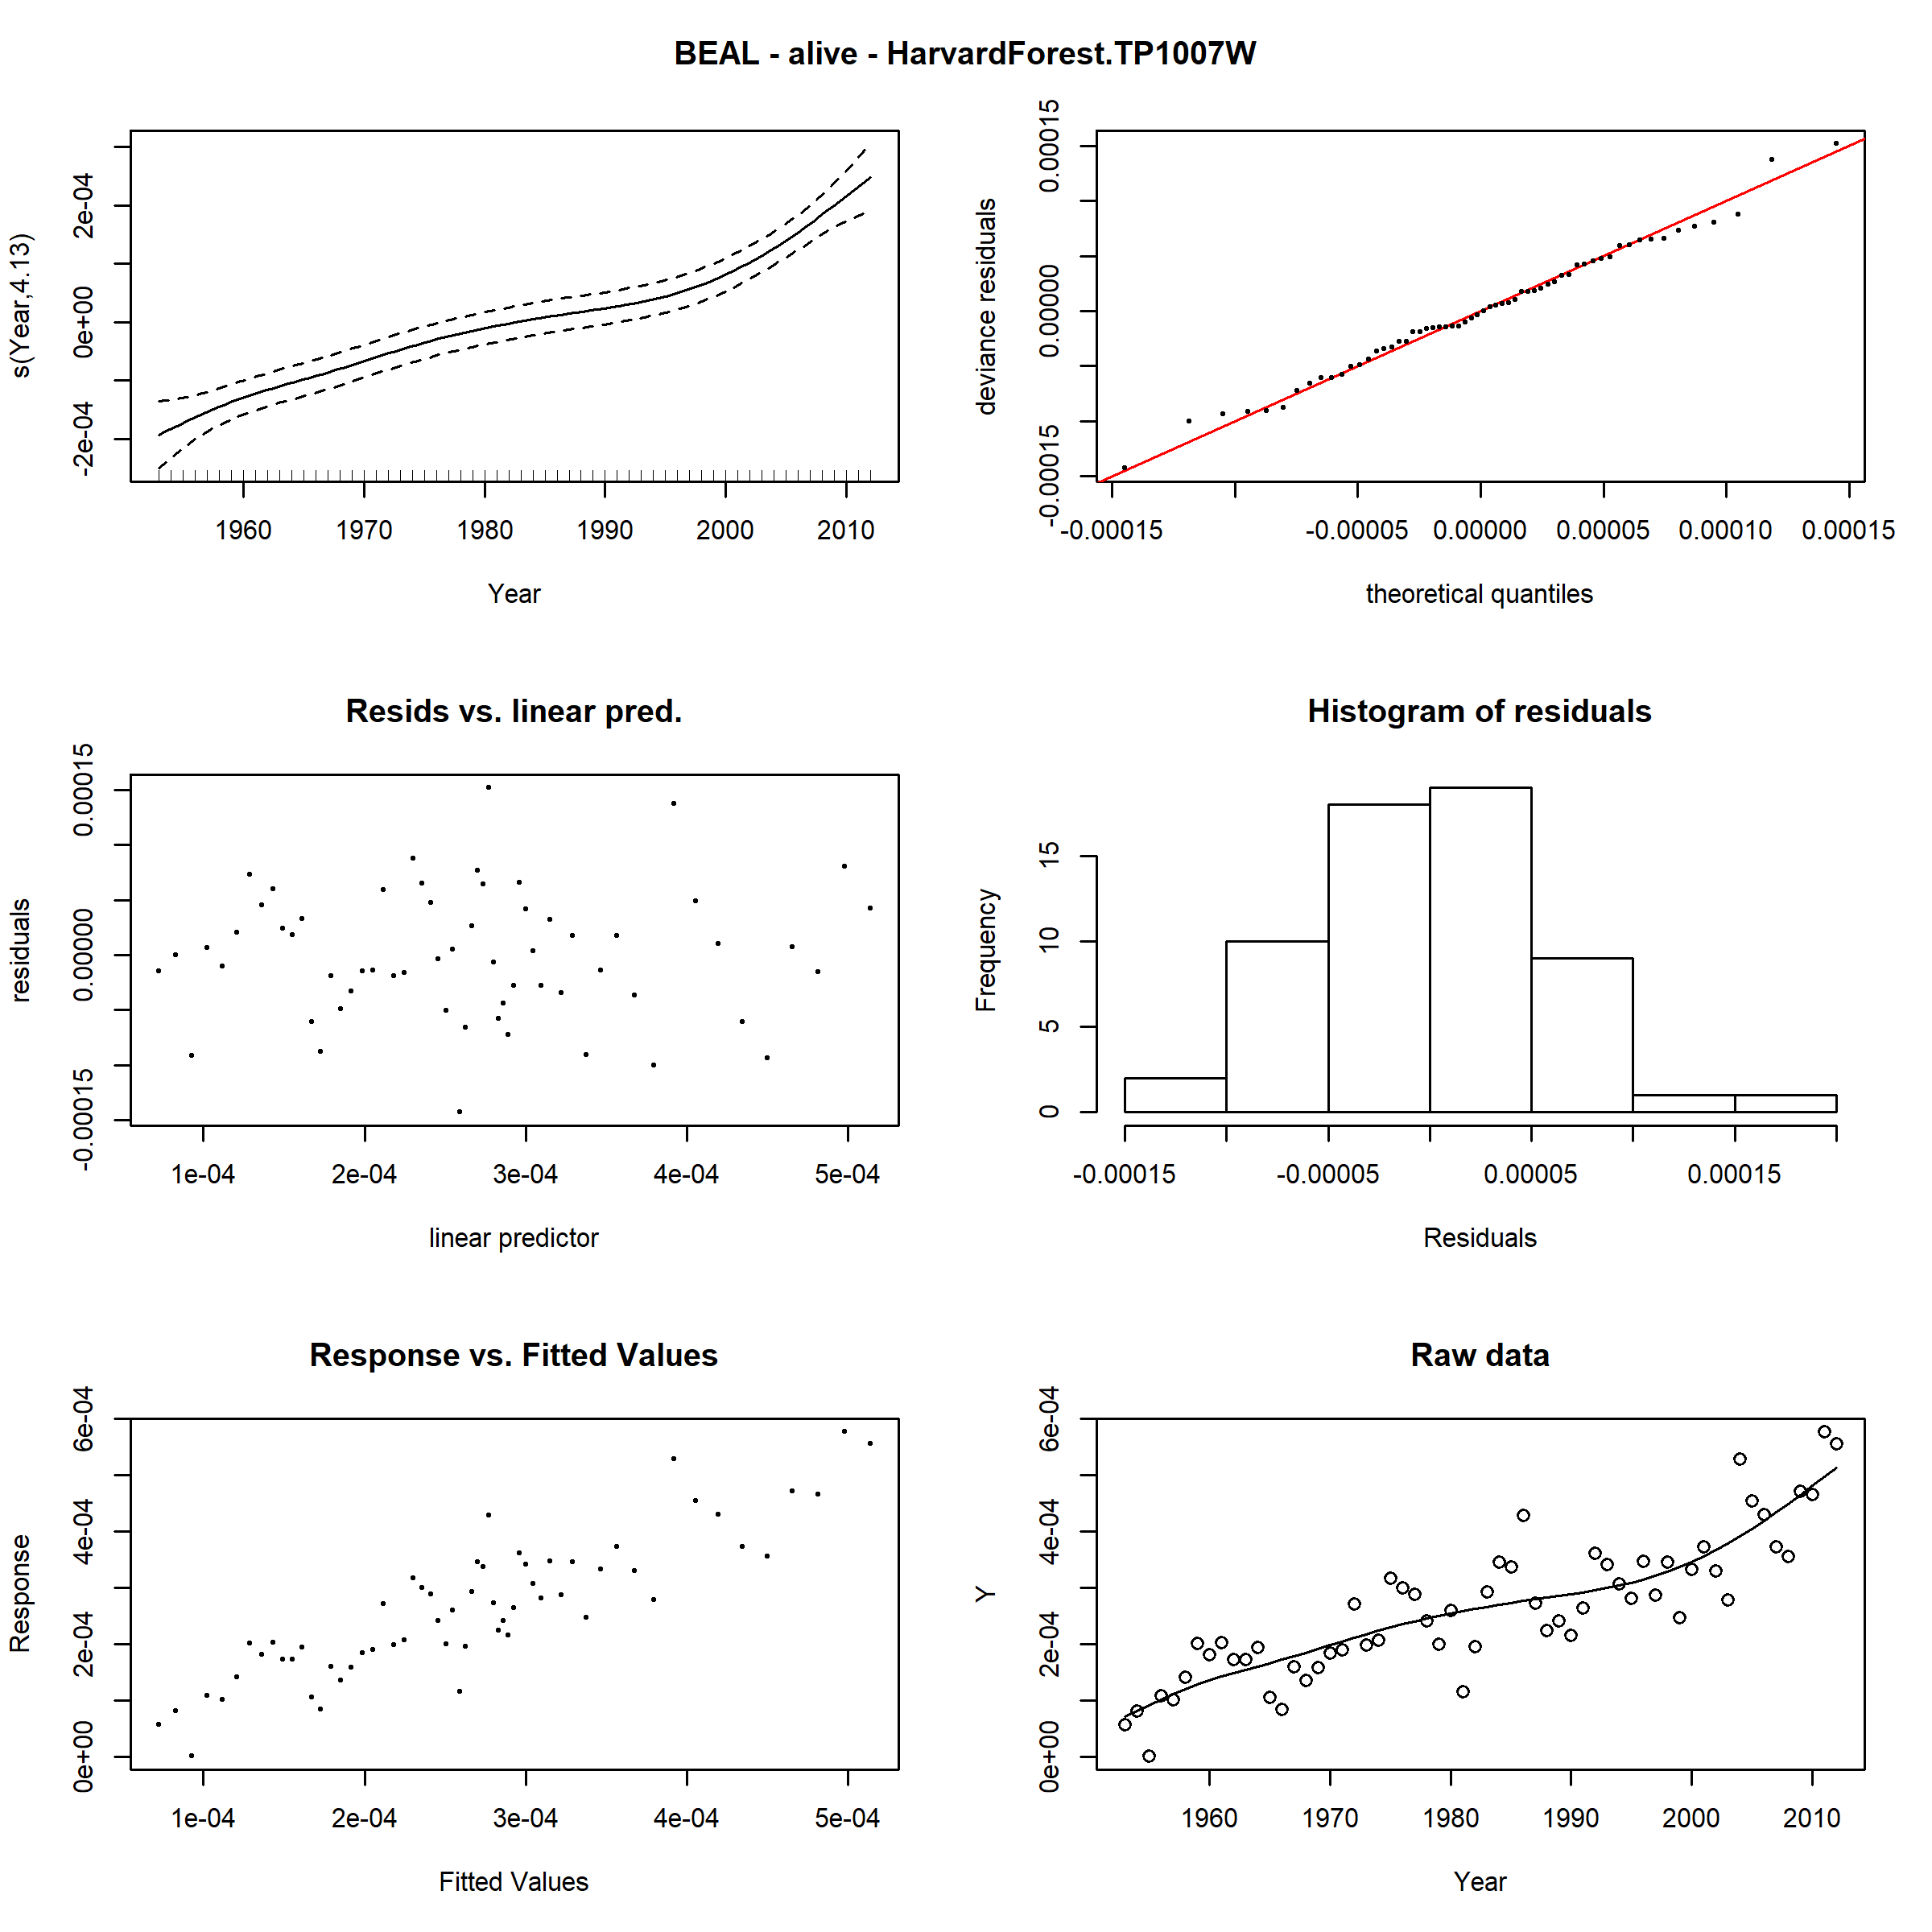 BEAL - alive - HarvardForest.TP1007W
s(Year,4.13)
-2e-04 0e+00 2e-04
1960 1970 1980 1990 2000 2010
Year
deviance residuals
-0.00015 0.00000 0.00015
-0.00015 -0.00005 0.00000 0.00005 0.00010 0.00015
theoretical quantiles
Resids vs. linear pred.
residuals
-0.00015 0.00000 0.00015
1e-04 2e-04 3e-04 4e-04 5e-04
linear predictor
Histogram of residuals
Frequency
0 5 10 15
-0.00015 -0.00005 0.00005 0.00015
Residuals
Response vs. Fitted Values
Response
0e+00 2e-04 4e-04 6e-04
1e-04 2e-04 3e-04 4e-04 5e-04
Fitted Values
Raw data
Y
0e+00 2e-04 4e-04 6e-04
1960 1970 1980 1990 2000 2010
Year